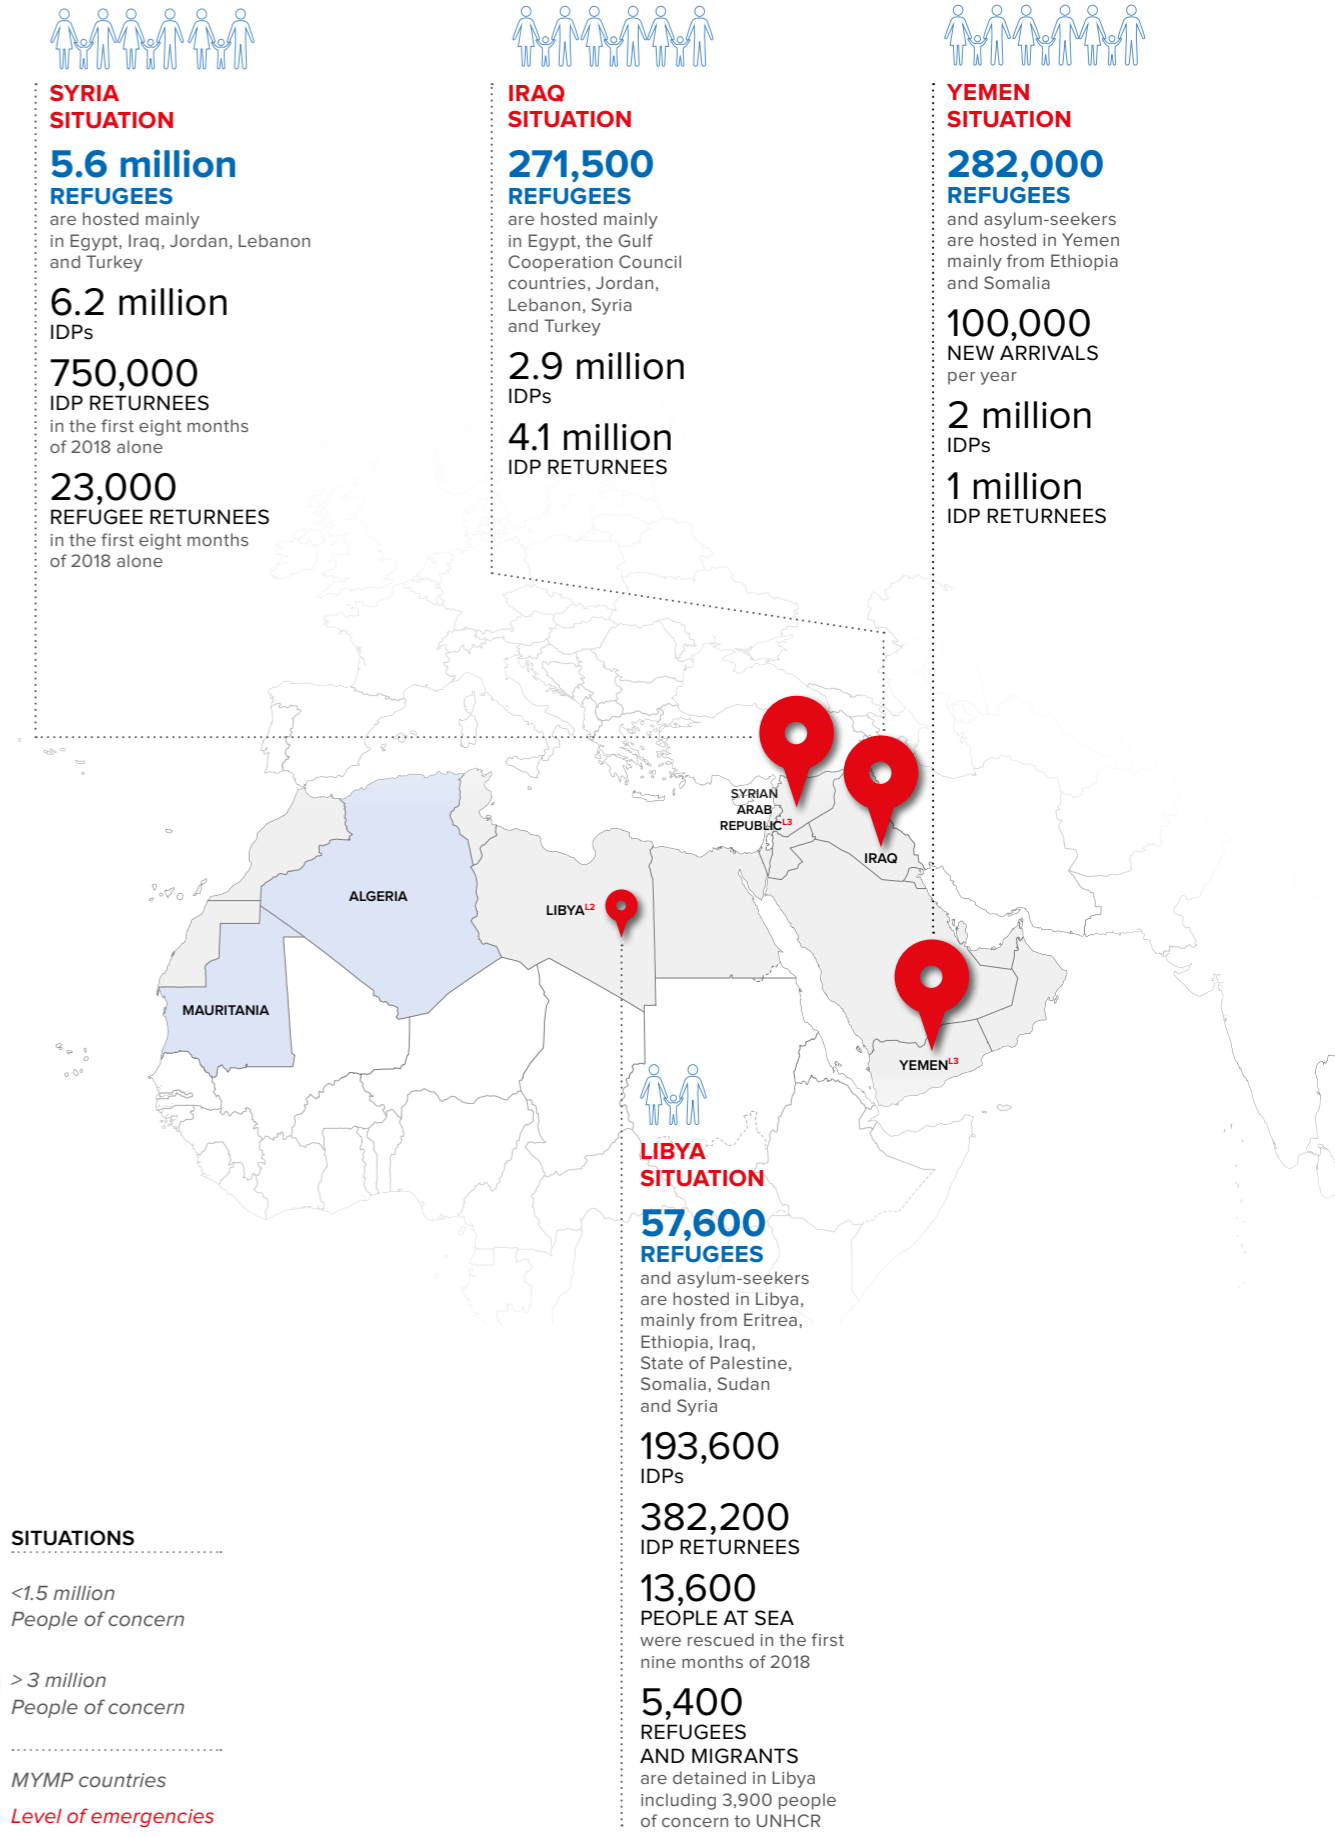 SYRIA
SITUATION
5.6 million
REFUGEES
are hosted mainly
in Egypt, Iraq, Jordan, Lebanon
and Turkey
6.2 million
IDPs
750,000
IDP RETURNEES
in the first eight months
of 2018 alone
23,000
REFUGEE RETURNEES
in the first eight months
of 2018 alone
IRAQ
SITUATION
271,500
REFUGEES
are hosted mainly
in Egypt, the Gulf
Cooperation Council
countries, Jordan,
Lebanon, Syria
and Turkey
2.9 million
IDPs
4.1 million
IDP RETURNEES
YEMEN
SITUATION
282,000
REFUGEES
and asylum-seekers
are hosted in Yemen
mainly from Ethiopia
and Somalia
100,000
NEW ARRIVALS
per year
2 million
IDPs
1 million
IDP RETURNEES
SYRIAN
ARAB
REPUBLIC L3
IRAQ
ALGERIA
LIBYA L2
MAURITANIA
YEMEN L3
LIBYA
SITUATION
57,600
REFUGEES
and asylum-seekers
are hosted in Libya,
mainly from Eritrea,
Ethiopia, Iraq,
State of Palestine,
Somalia, Sudan
and Syria
193,600
IDPs
382,200
IDP RETURNEES
13,600
PEOPLE AT SEA
were rescued in the first
nine months of 2018
5,400
REFUGEES
AND MIGRANTS
are detained in Libya
including 3,900 people
of concern to UNHCR
SITUATIONS
<1.5 million
People of concern
> 3 million
People of concern
MYMP countries
Level of emergencies